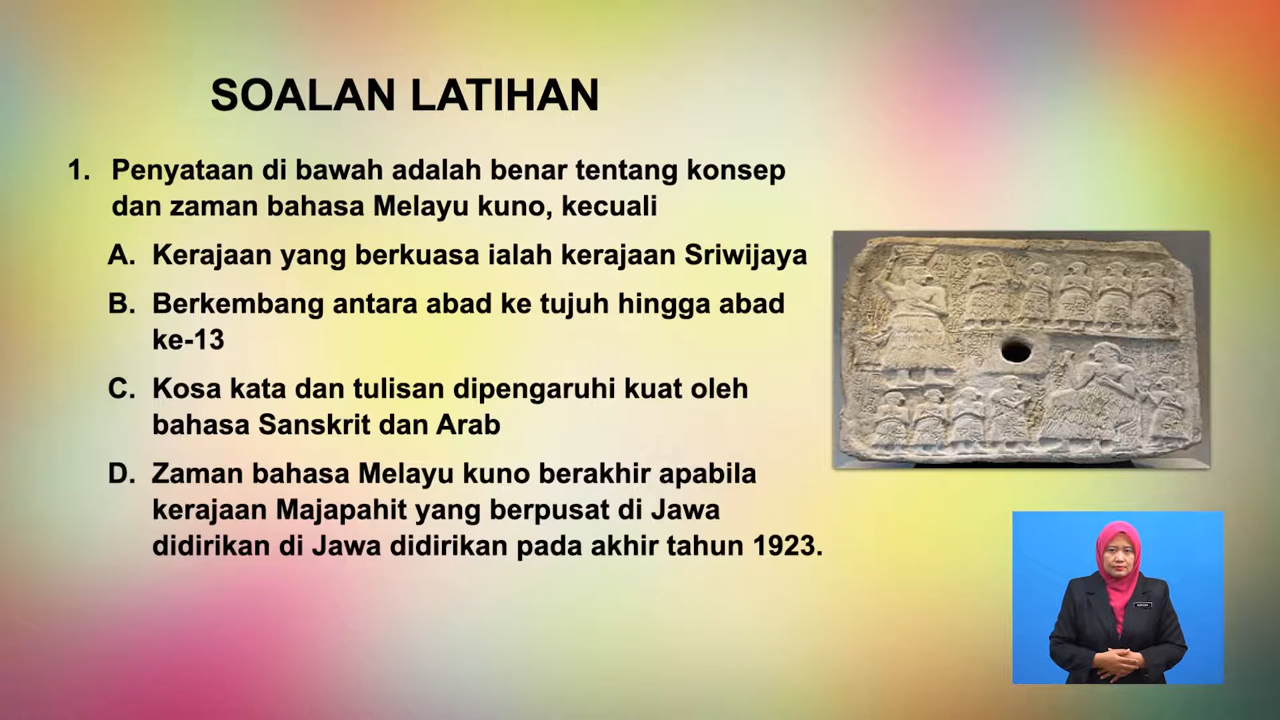 SOALAN LATIHAN
1. Penyataan di bawah adalah benar tentang konsep
dan zaman bahasa Melayu kuno, kecuali
A. Kerajaan yang berkuasa ialah kerajaan Sriwijaya
B. Berkembang antara abad ke tujuh hingga abad
ke-13
C. Kosa kata dan tulisan dipengaruhi kuat oleh
bahasa Sanskrit dan Arab
D. Zaman bahasa Melayu kuno berakhir apabila
kerajaan Majapahit yang berpusat di Jawa
didirikan di Jawa didirikan pada akhir tahun 1923.